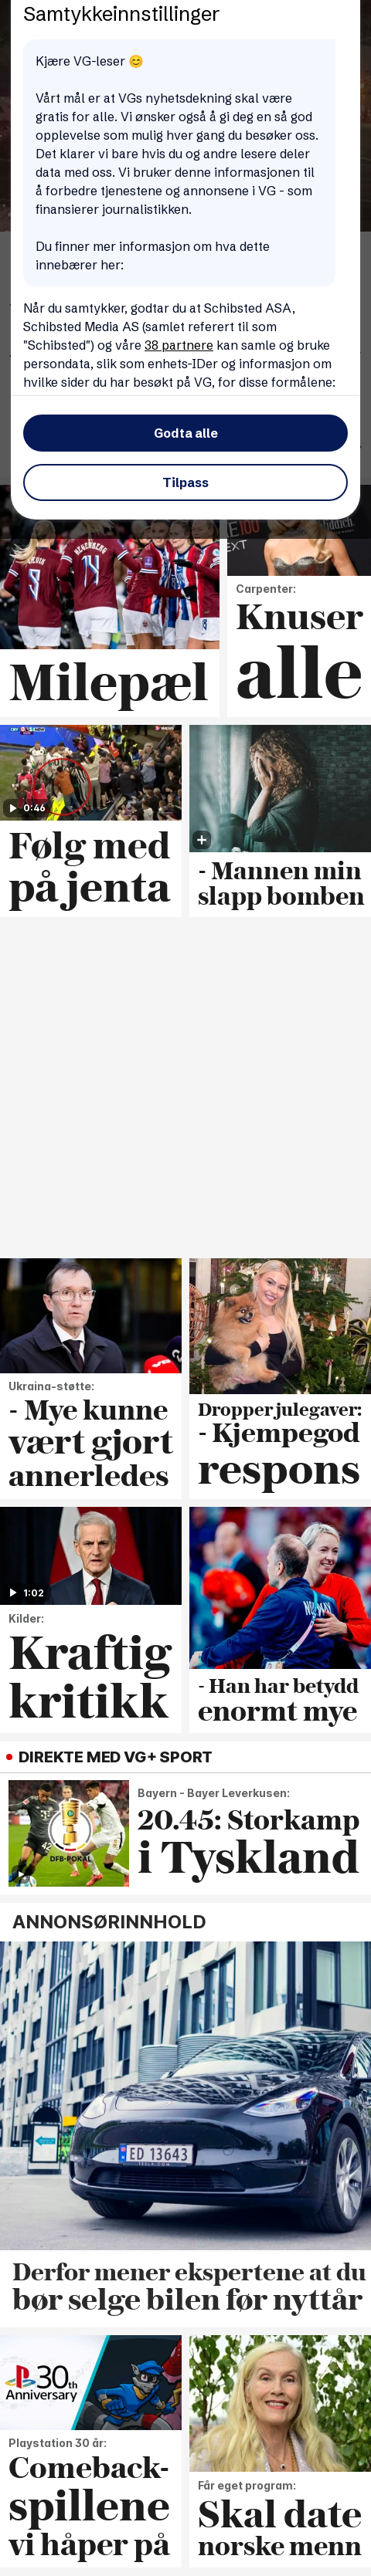 Samtykkeinnstillinger
Kjære VG-leser 😊
Vårt mål er at VGs nyhetsdekning skal være
gratis for alle. Vi ønsker også å gi deg en så god
opplevelse som mulig hver gang du besøker oss.
Det klarer vi bare hvis du og andre lesere deler
data med oss. Vi bruker denne informasjonen til
å forbedre tjenestene og annonsene i VG - som
finansierer journalistikken.
Du finner mer informasjon om hva dette
innebærer her:
Når du samtykker, godtar du at Schibsted ASA,
Schibsted Media AS (samlet referert til som
"Schibsted") og våre 38 partnere kan samle og bruke
persondata, slik som enhets-IDer og informasjon om
hvilke sider du har besøkt på VG, for disse formålene:
Godta alle
Tilpass
Milepæl
Carpenter:
Knuser
alle
0:46
Følg med
på jenta
- Mannen min
slapp bomben
Ukraina-støtte:
- Mye kunne
vært gjort
annerledes
Dropper julegaver:
- Kjempegod
respons
1:02
Kilder:
Kraftig
kritikk
- Han har betydd
enormt mye
DIREKTE MED VG+ SPORT
DFB-POKAL
Bayern - Bayer Leverkusen:
20.45: Storkamp
i Tyskland
ANNONSØRINNHOLD
ED 13643
Derfor mener ekspertene at du
bør selge bilen før nyttår
30th
Anniversary
Playstation 30 år:
Comeback-
spillene
vi håper på
Får eget program:
Skal date
norske menn